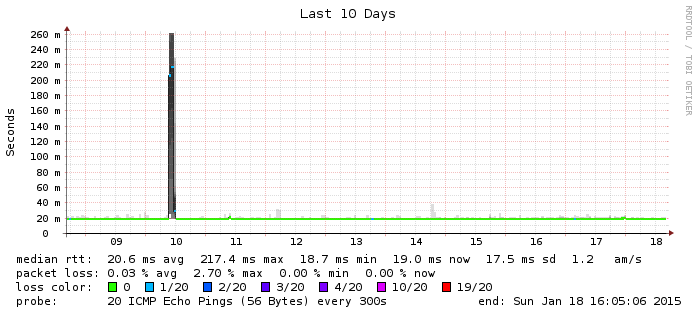 Last 10 Days
RRDTOOL / TOBI OETIKER
Seconds
260 m
240 m
220 m
200 m
180 m
160 m
140 m
120 m
100 m
80 m
60 m
40 m
20 m
0
09 10 11 12 13 14 15 16 17 18
median rtt: 20.6 ms avg 217.4 ms max 18.7 ms min 19.0 ms now 17.5 ms sd 1.2 am/s
packet loss: 0.03 % avg 2.70 % max 0.00 % min 0.00 % now
loss color: 0 1/20 2/20 3/20 4/20 10/20 19/20
probe: 20 ICMP Echo Pings (56 Bytes) every 300s end: Sun Jan 18 16:05:06 2015